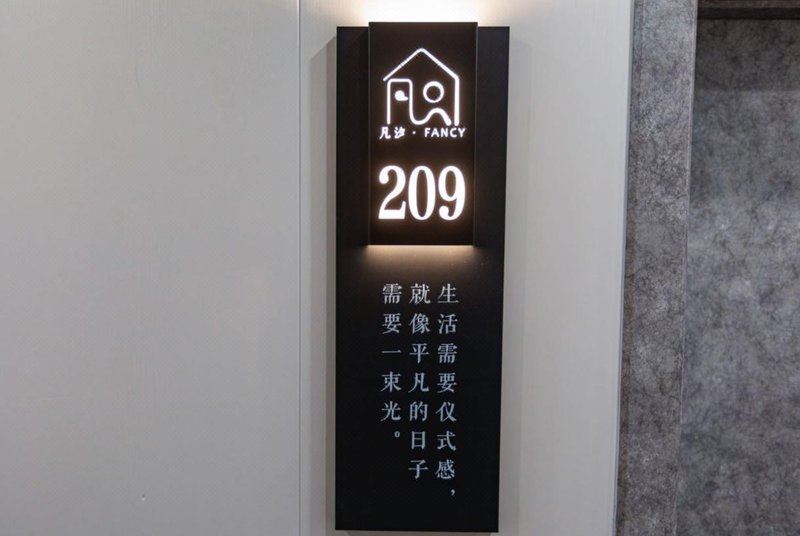 凡汐·FANCY
209
生活需要仪式感，
就像平凡的日子
需要一束光。